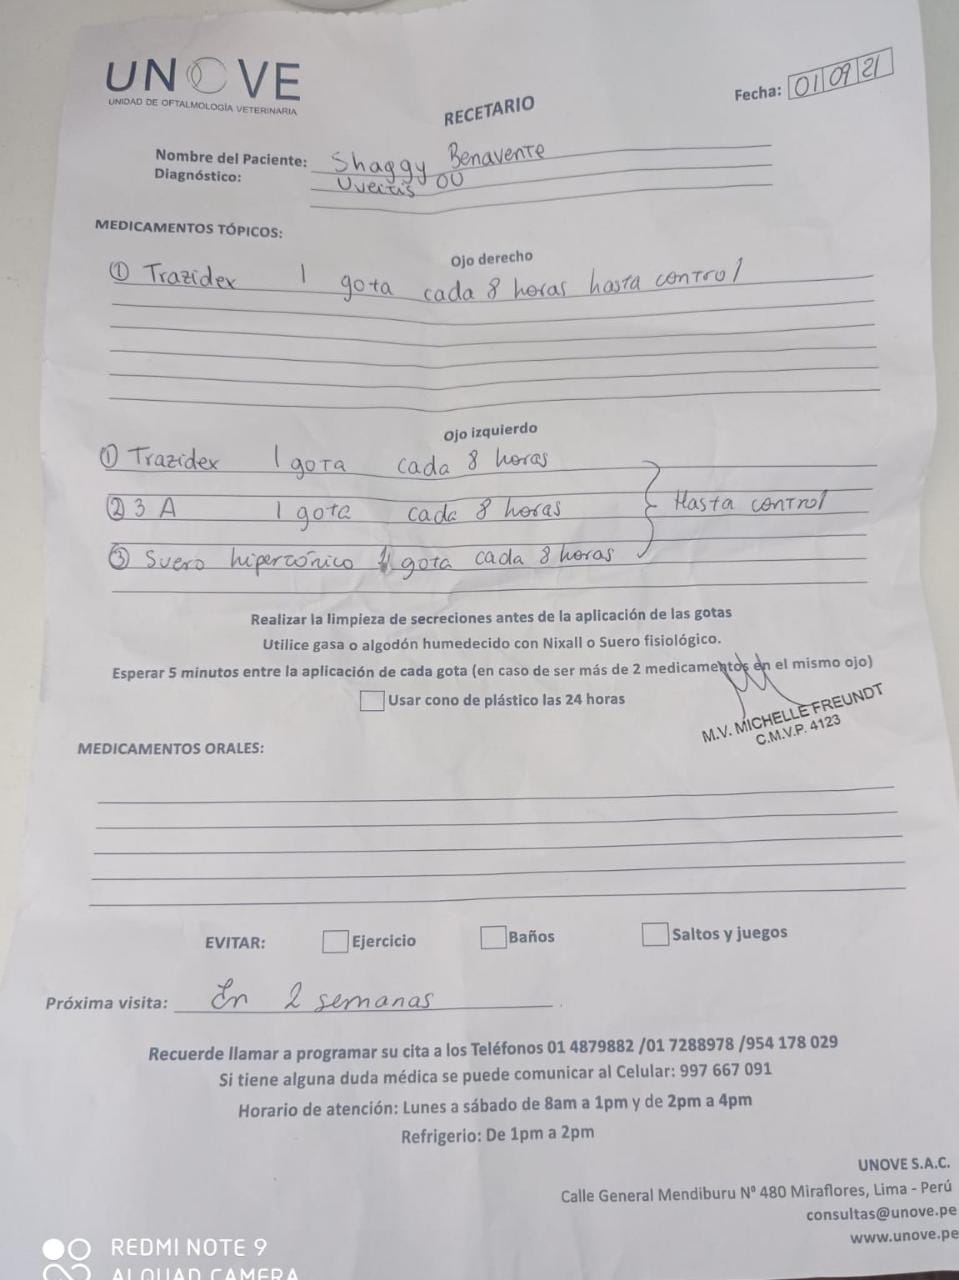 UNOVE
UNIDAD DE OFTALMOLOGÍA VETERINARIA
RECETARIO
Fecha: 01 09 21
Nombre del Paciente: Shaggy Benavente
Diagnóstico: Uveitis OU
MEDICAMENTOS TÓPICOS:
Ojo derecho
① Trazidex 1 gota cada 8 horas hasta control
Ojo izquierdo
① Trazidex 1 gota cada 8 horas
② 3 A 1 gota cada 8 horas
Hasta control
③ Suero hipertónico 1 gota cada 8 horas
Realizar la limpieza de secreciones antes de la aplicación de las gotas
Utilice gasa o algodón humedecido con Nixall o Suero fisiológico.
Esperar 5 minutos entre la aplicación de cada gota (en caso de ser más de 2 medicamentos en el mismo ojo)
Usar cono de plástico las 24 horas
M.V. MICHELLE FREUNDT
C.M.V.P. 4123
MEDICAMENTOS ORALES:
EVITAR: Ejercicio Baños Saltos y juegos
Próxima visita: En 2 semanas
Recuerde llamar a programar su cita a los Teléfonos 01 4879882 /01 7288978 /954 178 029
Si tiene alguna duda médica se puede comunicar al Celular: 997 667 091
Horario de atención: Lunes a sábado de 8am a 1pm y de 2pm a 4pm
Refrigerio: De 1pm a 2pm
UNOVE S.A.C.
Calle General Mendiburu Nº 480 Miraflores, Lima - Perú
consultas@unove.pe
www.unove.pe
REDMI NOTE 9
AI QUAD CAMERA